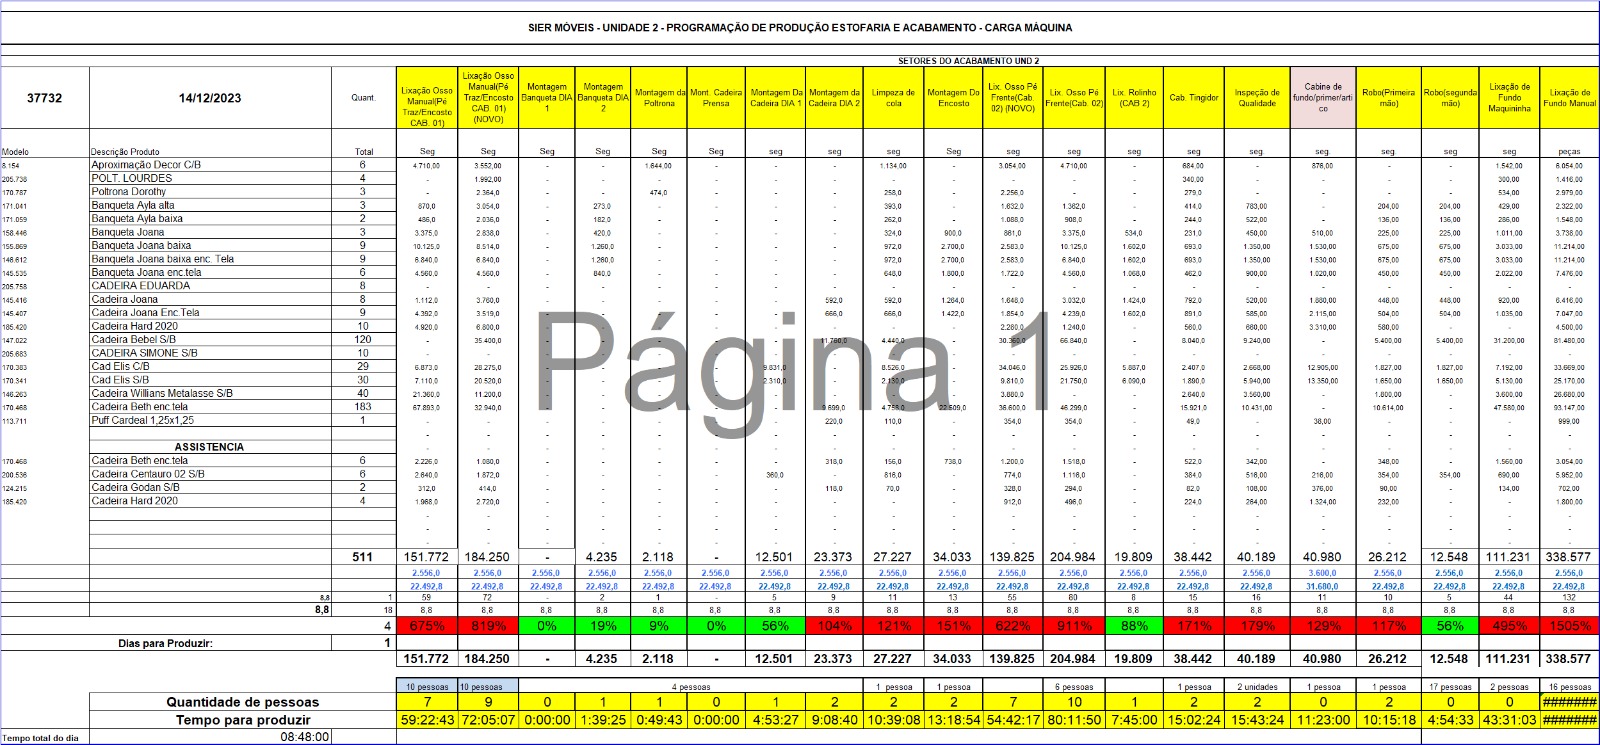 SIER MÓVEIS - UNIDADE 2 - PROGRAMAÇÃO DE PRODUÇÃO ESTOFARIA E ACABAMENTO - CARGA MÁQUINA
SETORES DO ACABAMENTO UND 2
37732 14/12/2023 Quant. Lixação Osso Manual(Pé Traz/Encosto CAB. 01) Lixação Osso Manual(Pé Traz/Encosto CAB. 01) (NOVO) Montagem Banqueta DIA 1 Montagem Banqueta DIA 2 Montagem da Poltrona Mont. Cadeira Prensa Montagem Da Cadeira DIA 1 Montagem da Cadeira DIA 2 Limpeza de cola Montagem Do Encosto Lix. Osso Pé Frente(Cab. 02) (NOVO) Lix. Osso Pé Frente(Cab. 02) Lix. Rolinho (CAB 2) Cab. Tingidor Inspeção de Qualidade Cabine de fundo/primer/arti co Robo(Primeira mão) Robo(segunda mão) Lixação de Fundo Maquininha Lixação de Fundo Manual
Modelo Descrição Produto Total Seg Seg Seg Seg Seg Seg Seg Seg seg seg seg seg seg seg seg seg. seg. seg. seg peças
8.154 Aproximação Decor C/B 6 4.710,00 3.552,00 - - 1.644,00 - - - 1.134,00 - 3.054,00 4.710,00 - 684,00 - 876,00 - - 1.542,00 6.054,00
205.738 POLT. LOURDES 4 - 1.992,00 - - - - - - - - - - - 340,00 - - - - 300,00 1.416,00
170.787 Poltrona Dorothy 3 - 2.364,0 - - 474,0 - - - 258,0 - 2.256,0 - - 279,0 - - - - 534,00 2.979,00
171.041 Banqueta Ayla alta 3 870,0 3.054,0 - 273,0 - - - - 393,0 - 1.632,0 1.362,0 - 414,0 783,00 - 204,00 204,00 429,00 2.322,00
171.059 Banqueta Ayla baixa 2 486,0 2.036,0 - 182,0 - - - - 262,0 - 1.088,0 908,0 - 244,0 522,00 - 136,00 136,00 286,00 1.548,00
158.446 Banqueta Joana 3 3.375,0 2.838,0 - 420,0 - - - - 324,0 900,0 861,0 3.375,0 534,0 231,0 450,00 510,00 225,00 225,00 1.011,00 3.738,00
155.869 Banqueta Joana baixa 9 10.125,0 8.514,0 - 1.260,0 - - - - 972,0 2.700,0 2.583,0 10.125,0 1.602,0 693,0 1.350,00 1.530,00 675,00 675,00 3.033,00 11.214,00
146.612 Banqueta Joana baixa enc. Tela 9 6.840,0 6.840,0 - 1.260,0 - - - - 972,0 2.700,0 2.583,0 6.840,0 1.602,0 693,0 1.350,00 1.530,00 675,00 675,00 3.033,00 11.214,00
145.535 Banqueta Joana enc.tela 6 4.560,0 4.560,0 - 840,0 - - - - 648,0 1.800,0 1.722,0 4.560,0 1.068,0 462,0 900,00 1.020,00 450,00 450,00 2.022,00 7.476,00
205.758 CADEIRA EDUARDA 8
145.416 Cadeira Joana 8 1.112,0 3.760,0 - - - - - 592,0 592,0 1.264,0 1.648,0 3.032,0 1.424,0 792,0 520,00 1.880,00 448,00 448,00 920,00 6.416,00
145.407 Cadeira Joana Enc.Tela 9 4.392,0 3.519,0 - - - - - 666,0 666,0 1.422,0 1.854,0 4.239,0 1.602,0 891,0 585,00 2.115,00 504,00 504,00 1.035,00 7.047,00
185.420 Cadeira Hard 2020 10 4.920,0 6.800,0 - - - - - - - - 2.280,0 1.240,0 - 560,0 660,00 3.310,00 580,00 - - 4.500,00
147.022 Cadeira Bebel S/B 120 - 35.400,0 - - - - - 11.760,0 4.440,0 - 30.360,0 66.840,0 - 8.040,0 9.240,00 - 5.400,00 5.400,00 31.200,00 81.480,00
205.683 CADEIRA SIMONE S/B 10
170.383 Cad Elis C/B 29 6.873,0 28.275,0 - - - - 9.831,0 - 8.526,0 - 34.046,0 25.926,0 5.887,0 2.407,0 2.668,00 12.905,00 1.827,00 1.827,00 7.192,00 33.669,00
170.341 Cad Elis S/B 30 7.110,0 20.520,0 - - - - 2.310,0 - 2.130,0 - 9.810,0 21.750,0 6.090,0 1.890,0 5.940,00 13.350,00 1.650,00 1.650,00 5.130,00 25.170,00
146.263 Cadeira Willians Metalasse S/B 40 21.360,0 11.200,0 - - - - - - - - 3.880,0 - - 2.640,0 3.560,00 - 1.800,00 - 3.600,00 26.680,00
170.468 Cadeira Beth enc.tela 183 67.893,0 32.940,0 - - - - - 9.699,0 4.758,0 22.509,0 36.600,0 46.299,0 - 15.921,0 10.431,00 - 10.614,00 - 47.580,00 93.147,00
113.711 Puff Cardeal 1,25x1,25 1 - - - - - - - 220,0 110,0 - 354,0 354,0 - 49,0 - 38,00 - - - 999,00
ASSISTENCIA
170.468 Cadeira Beth enc.tela 6 2.226,0 1.080,0 - - - - - 318,0 156,0 738,0 1.200,0 1.518,0 - 522,0 342,00 - 348,00 - 1.560,00 3.054,00
200.536 Cadeira Centauro 02 S/B 6 2.640,0 1.872,0 - - - - 360,0 - 816,0 - 774,0 1.116,0 - 384,0 516,00 216,00 354,00 354,00 690,00 5.952,00
124.215 Cadeira Godan S/B 2 312,0 414,0 - - - - - 118,0 70,0 - 328,0 294,0 - 82,0 108,00 376,00 90,00 - 134,00 702,00
185.420 Cadeira Hard 2020 4 1.968,0 2.720,0 - - - - - - - - 912,0 496,0 - 224,0 264,00 1.324,00 232,00 - - 1.800,00
511 151.772 184.250 - 4.235 2.118 - 12.501 23.373 27.227 34.033 139.825 204.984 19.809 38.442 40.189 40.980 26.212 12.548 111.231 338.577
2.556,0 2.556,0 2.556,0 2.556,0 2.556,0 2.556,0 2.556,0 2.556,0 2.556,0 2.556,0 2.556,0 2.556,0 2.556,0 2.556,0 2.556,0 3.600,0 2.556,0 2.556,0 2.556,0 2.556,0
22.492,8 22.492,8 22.492,8 22.492,8 22.492,8 22.492,8 22.492,8 22.492,8 22.492,8 22.492,8 22.492,8 22.492,8 22.492,8 22.492,8 22.492,8 31.680,0 22.492,8 22.492,8 22.492,8 22.492,8
8,8 1 59 72 - 2 1 - 5 9 11 13 55 80 8 15 16 11 10 5 44 132
8,8 18 8,8 8,8 8,8 8,8 8,8 8,8 8,8 8,8 8,8 8,8 8,8 8,8 8,8 8,8 8,8 8,8 8,8 8,8 8,8 8,8
4 675% 819% 0% 19% 9% 0% 56% 104% 121% 151% 622% 911% 88% 171% 179% 129% 117% 56% 495% 1505%
Dias para Produzir: 1
151.772 184.250 - 4.235 2.118 - 12.501 23.373 27.227 34.033 139.825 204.984 19.809 38.442 40.189 40.980 26.212 12.548 111.231 338.577
10 pessoas 10 pessoas 4 pessoas 1 pessoa 1 pessoa 6 pessoas 1 pessoa 2 unidades 1 pessoa 1 pessoa 17 pessoas 2 pessoas 16 pessoas
Quantidade de pessoas 7 9 0 1 1 0 1 2 2 2 7 10 1 2 2 0 2 0 0 #######
Tempo para produzir 59:22:43 72:05:07 0:00:00 1:39:25 0:49:43 0:00:00 4:53:27 9:08:40 10:39:08 13:18:54 54:42:17 80:11:50 7:45:00 15:02:24 15:43:24 11:23:00 10:15:18 4:54:33 43:31:03 #######
Tempo total do dia 08:48:00
Página 1